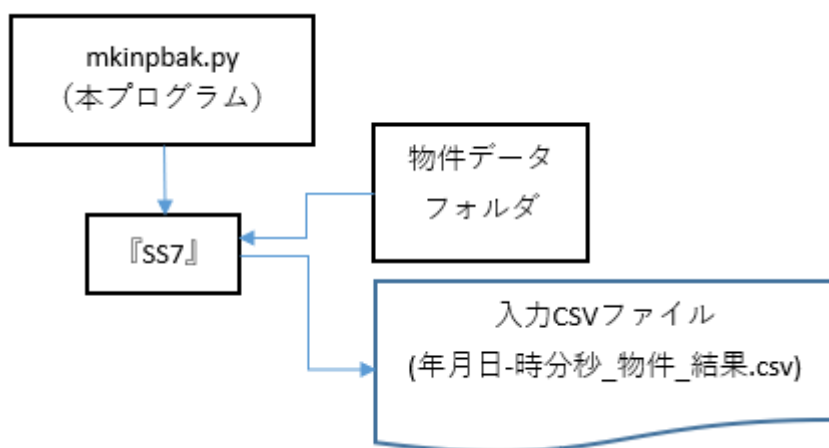 mkinpbak.py
（本プログラム）
物件データ
フォルダ
『SS7』
入力CSVファイル
(年月日-時分秒_物件_結果.csv)